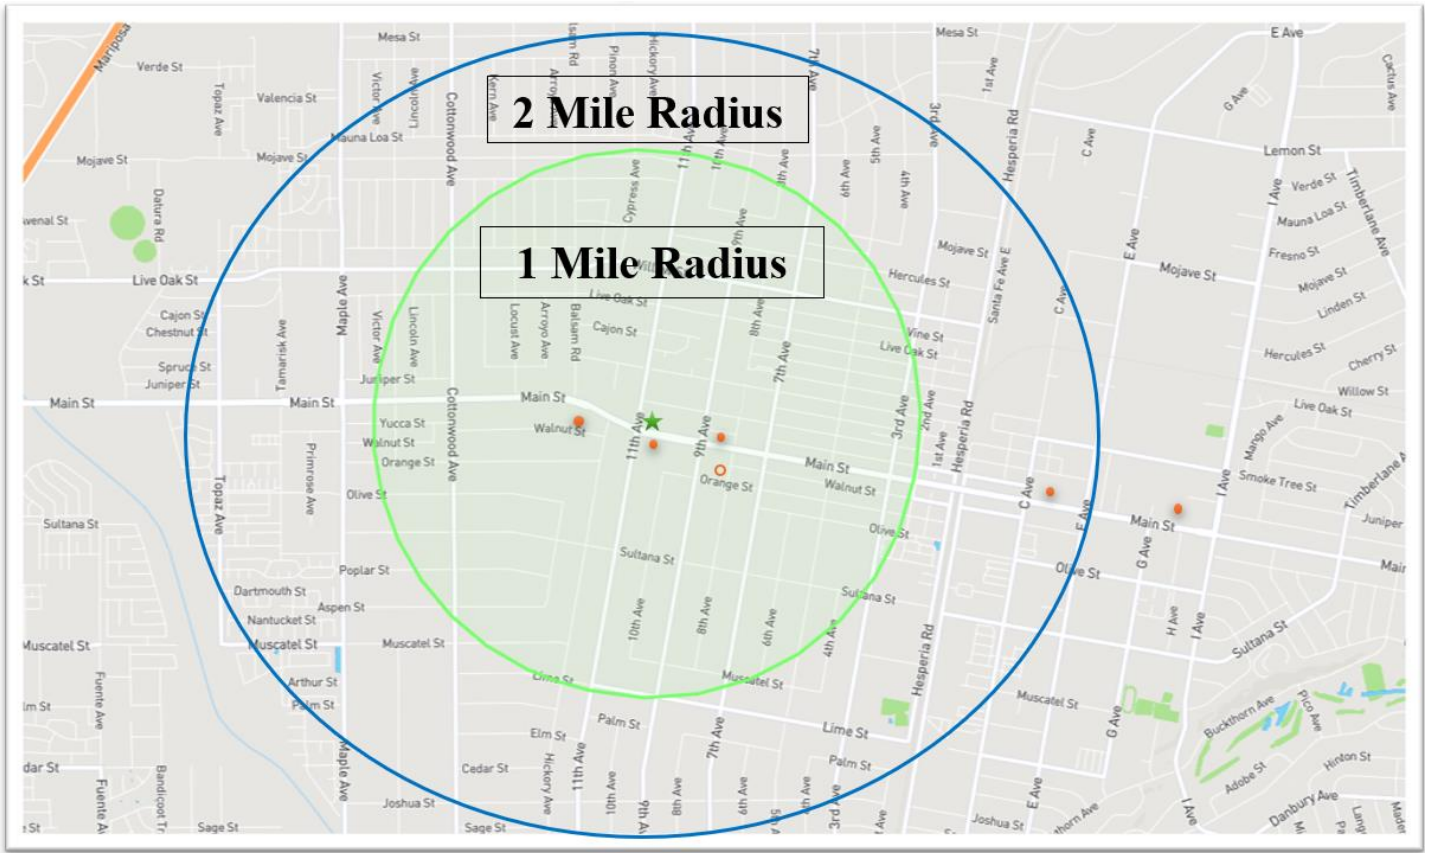 Mariposa
Mesa St
Mesa St
E Ave
Verde St
Topaz Ave
Valencia St
Victor Ave
Lincoln Ave
Cottonwood Ave
Kern Ave
Pinon Ave
Hickory Ave
7th Ave
3rd Ave
1st Ave
Hesperia Rd
C Ave
G Ave
Cactus Ave
2 Mile Radius
Mauna Loa St
Mojave St
Mojave St
11th Ave
10th Ave
6th Ave
5th Ave
4th Ave
Lemon St
Verde St
I Ave
Mauna Loa St
Timberlane Ave
Datura Rd
Cypress Ave
9th Ave
1 Mile Radius
Mojave St
Hercules St
Santa Fe Ave E
C Ave
E Ave
Mojave St
Fresno St
Mojave St
Linden St
k St
Live Oak St
Maple Ave
Live Oak St
Cajon St
Chestnut St
Tamarisk Ave
Victor Ave
Lincoln Ave
Locust Ave
Arroyo Ave
Balsam Rd
Cajon St
8th Ave
7th Ave
Vine St
Live Oak St
Hercules St
Cherry St
Spruce St
Juniper St
Juniper St
Willow St
Live Oak St
Main St
Main St
Main St
Cottonwood Ave
Yucca St
Walnut St
Walnut St
Orange St
11th Ave
9th Ave
3rd Ave
2nd Ave
1st Ave
Hesperia Rd
Mango Ave
Main St
Orange St
Walnut St
C Ave
E Ave
I Ave
Smoke Tree St
Timberlane A
Primrose Ave
Topaz Ave
Olive St
Sultana St
Sultana St
Olive St
Main St
G Ave
Juniper
Main
Poplar St
Olive St
Dartmouth St
Aspen St
Nantucket St
Sultana St
10th Ave
8th Ave
6th Ave
4th Ave
H Ave
I Ave
Sultana St
Muscatel St
Muscatel St
Muscatel St
Hesperia Rd
Arthur St
Palm St
Muscatel St
Muscatel St
Fuente Ave
lm St
Palm St
Elm St
7th Ave
Lime St
Palm St
G Ave
Buckthorn Ave
Pico Ave
Adobe St
Hinton St
dar St
Fuente A
Bandicoot Tr
Maple Ave
Cedar St
Hickory Ave
11th Ave
10th Ave
9th A
8th Ave
6th Ave
3rd Ave
E Ave
I Ave
Danbury Ave
Joshua St
Joshua St
thorn Ave
Sage St
Sage St